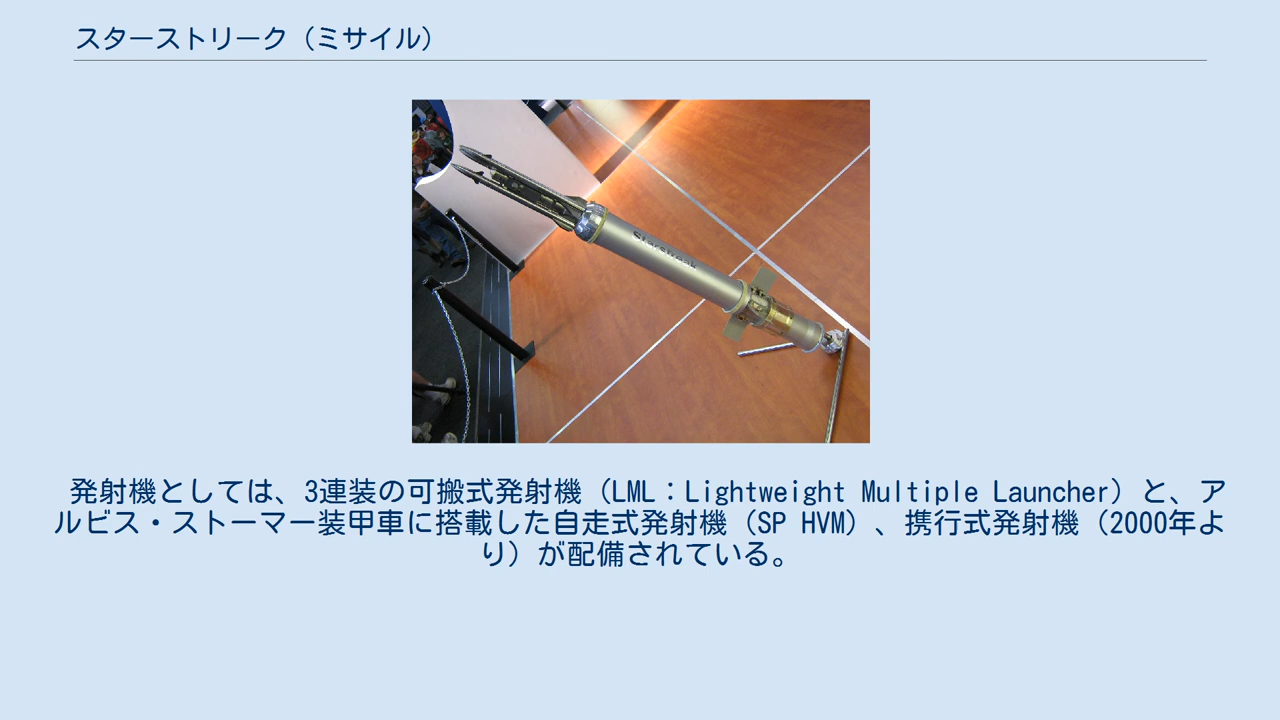 スターストリーク（ミサイル）
Starstreak
発射機としては、3連装の可搬式発射機（LML：Lightweight Multiple Launcher）と、ア
ルビス・ストーマー装甲車に搭載した自走式発射機（SP HVM）、携行式発射機（2000年よ
り）が配備されている。